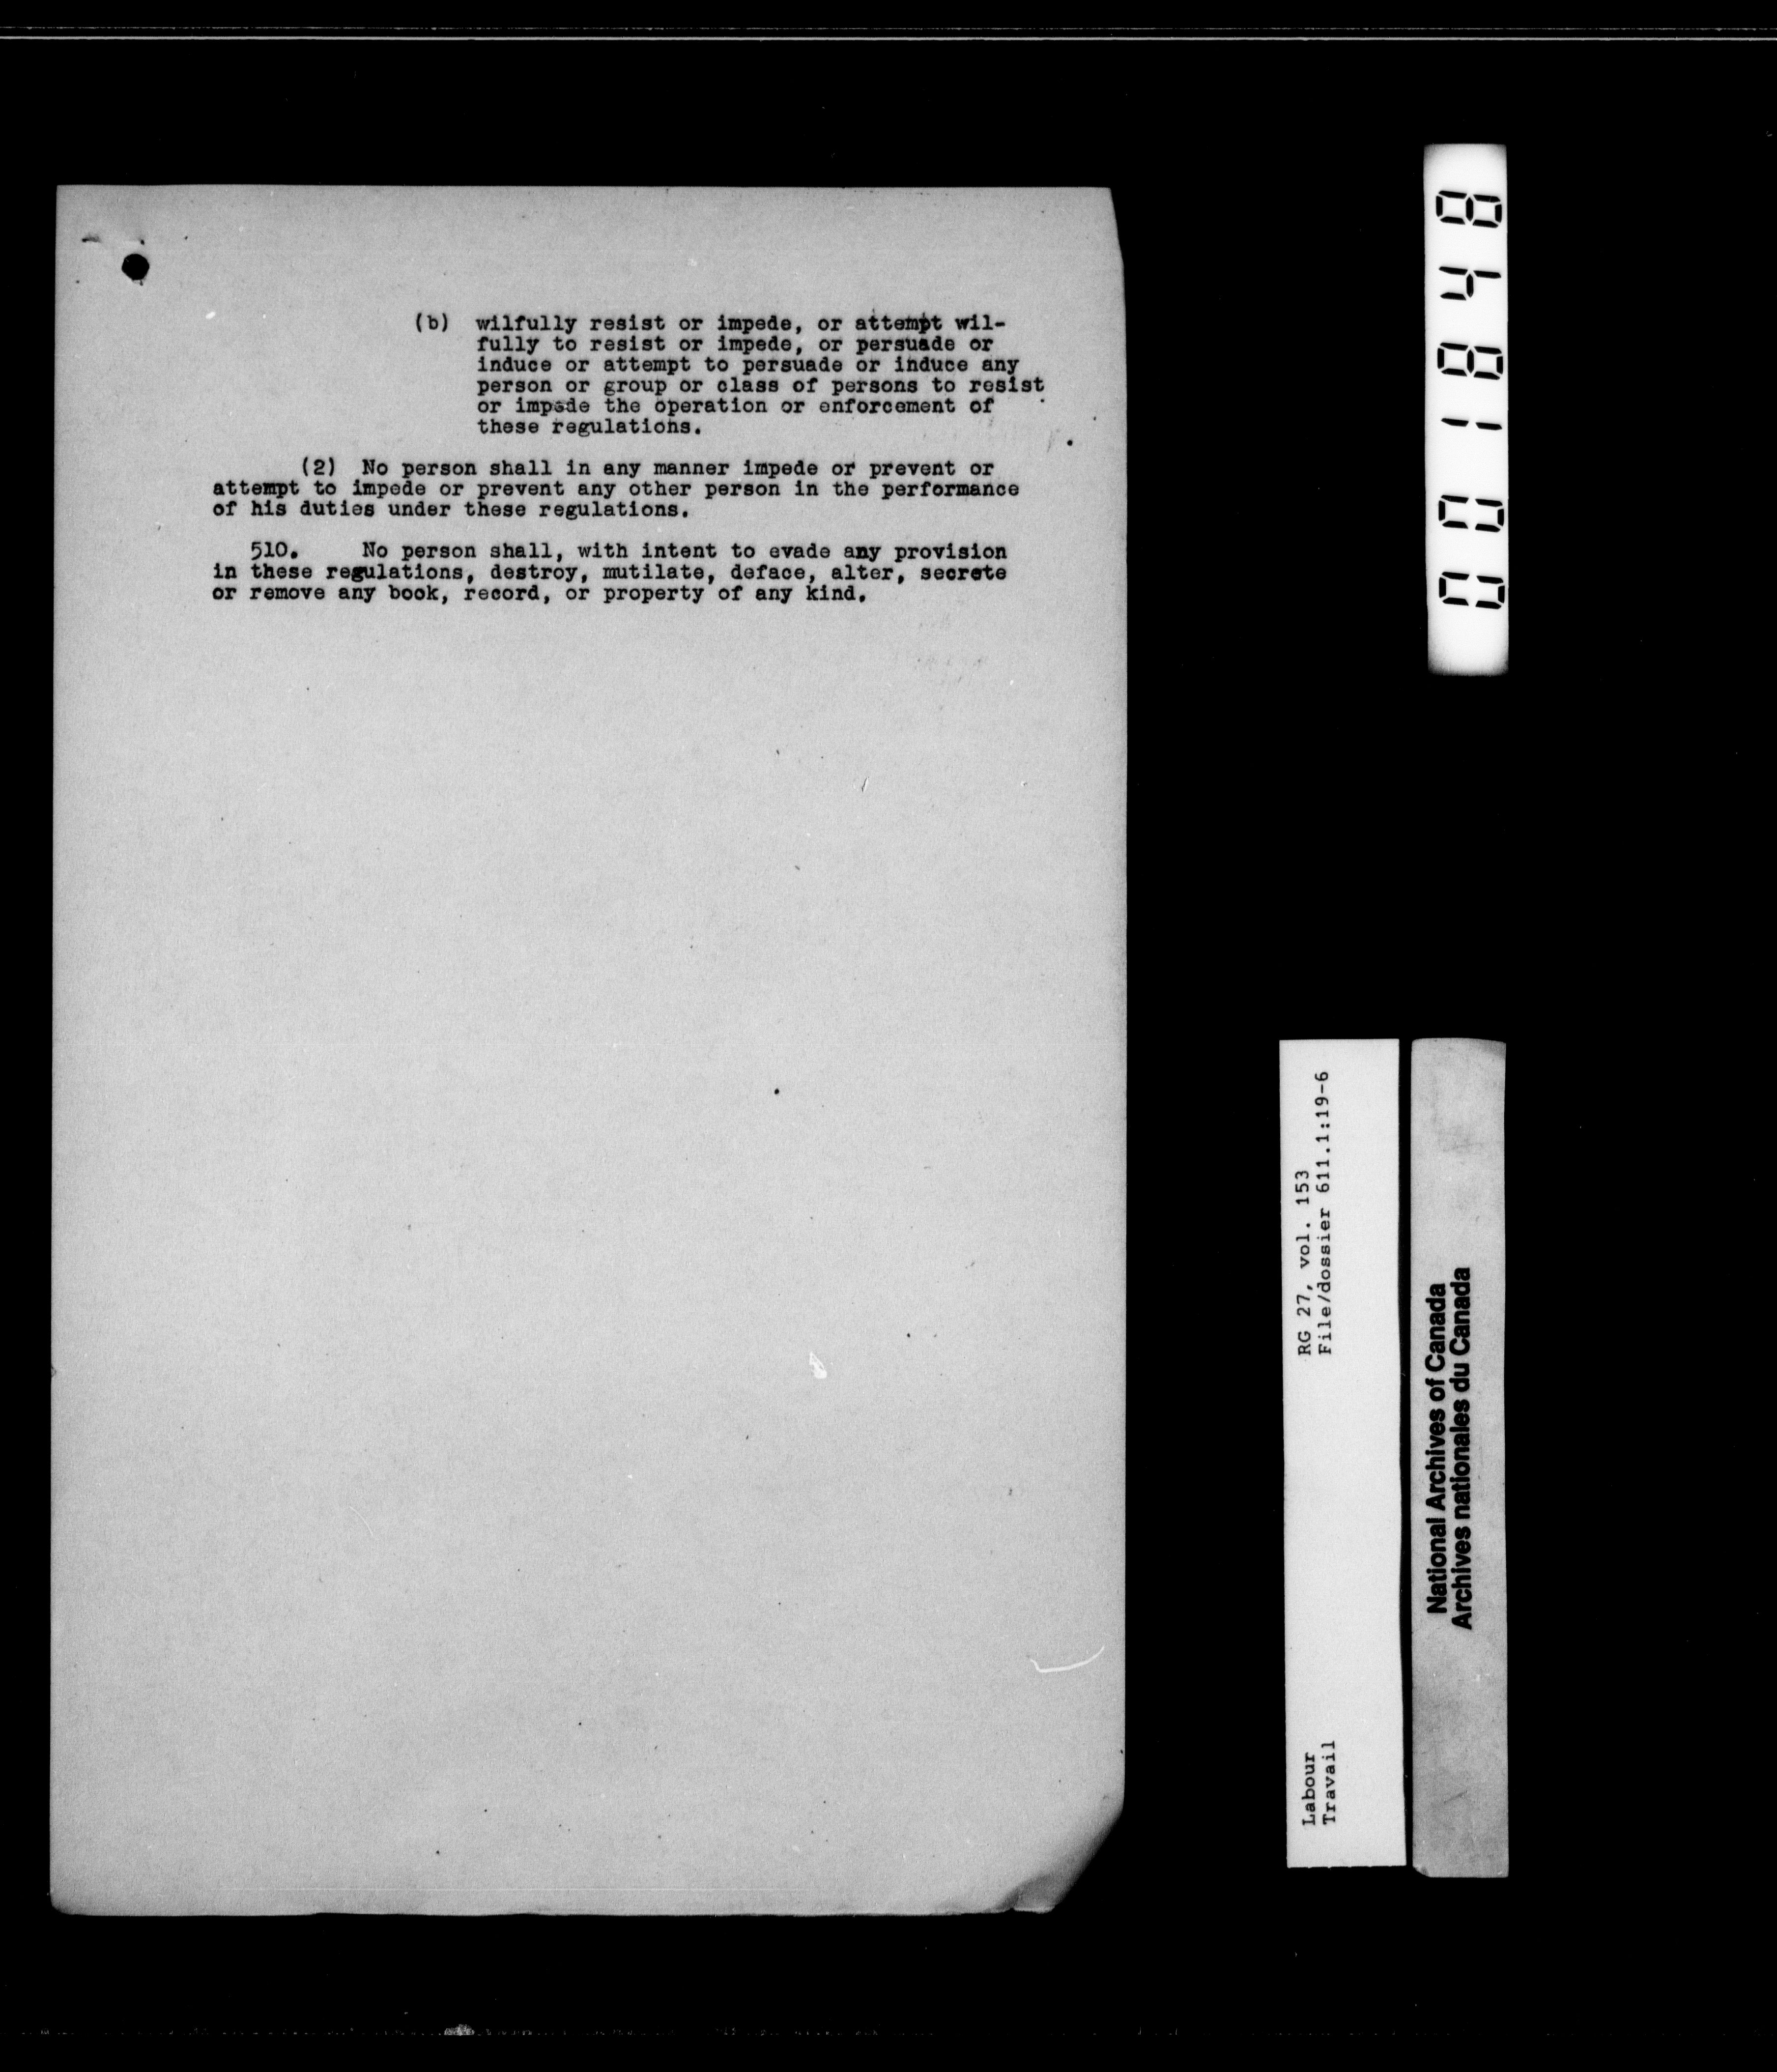 (b) wilfully resist or impede, or attempt wil-
fully to resist or impede, or persuade or
induce or attempt to persuade or induce any
person or group or class of persons to resist
or impede the operation or enforcement of
these regulations.
(2) No person shall in any manner impede or prevent or
attempt to impede or prevent any other person in the performance
of his duties under these regulations.
510. No person shall, with intent to evade any provision
in these regulations, destroy, mutilate, deface, alter, secrete
or remove any book, record, or property of any kind.
001848
RG 27, vol. 153
File/dossier 611.1:19-6
Labour
Travail
National Archives of Canada
Archives nationales du Canada